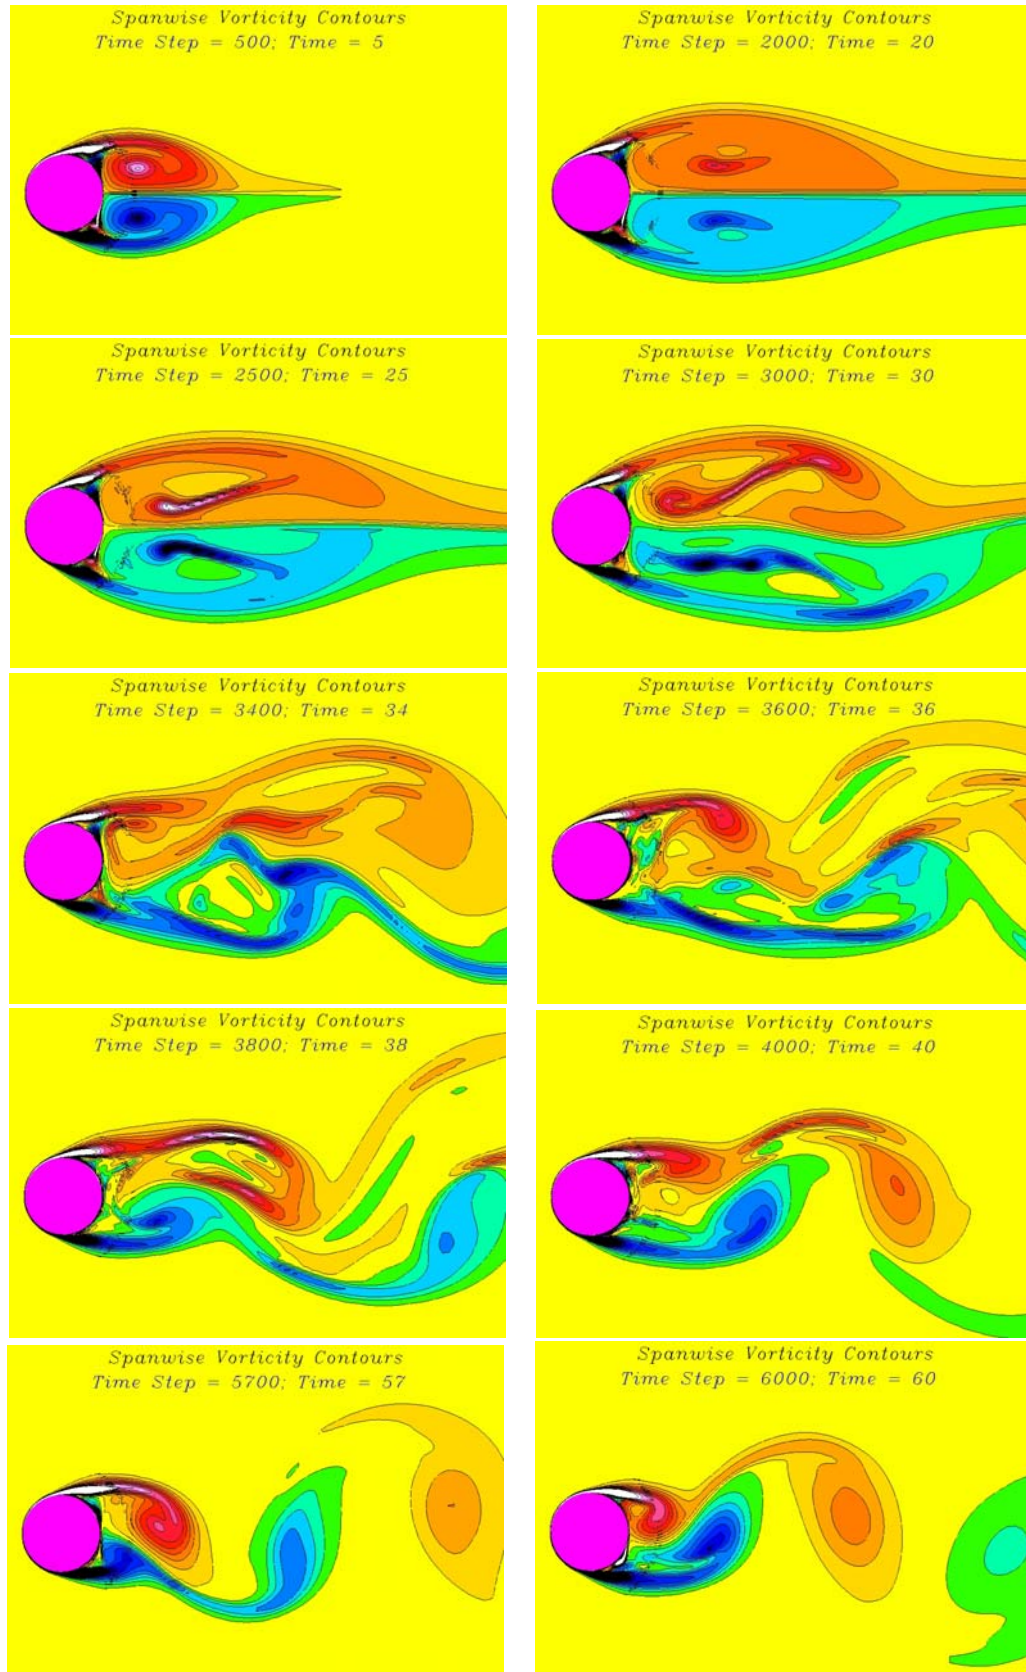 Spanwise Vorticity Contours
Time Step = 500; Time = 5
Spanwise Vorticity Contours
Time Step = 2000; Time = 20
Spanwise Vorticity Contours
Time Step = 2500; Time = 25
Spanwise Vorticity Contours
Time Step = 3000; Time = 30
Spanwise Vorticity Contours
Time Step = 3400; Time = 34
Spanwise Vorticity Contours
Time Step = 3600; Time = 36
Spanwise Vorticity Contours
Time Step = 3800; Time = 38
Spanwise Vorticity Contours
Time Step = 4000; Time = 40
Spanwise Vorticity Contours
Time Step = 5700; Time = 57
Spanwise Vorticity Contours
Time Step = 6000; Time = 60